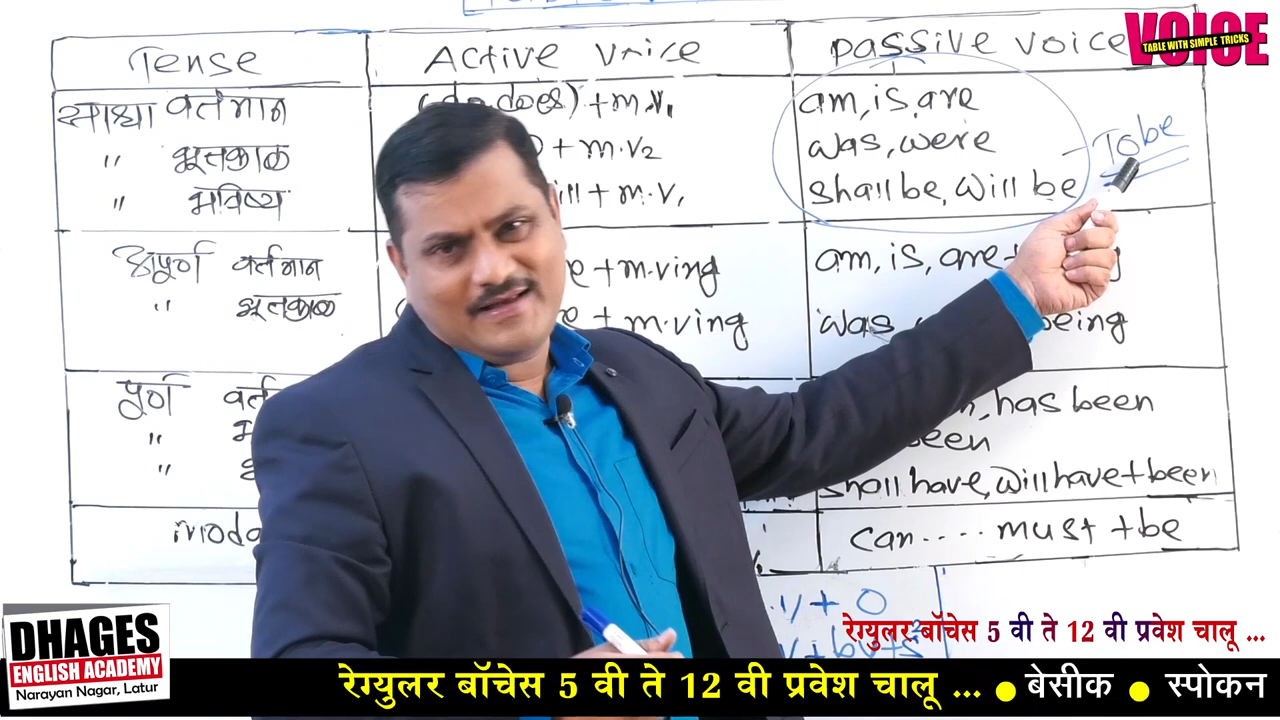 VOICE
TABLE WITH SIMPLE TRICKS
Tense Active Voice passive voice
साधा वर्तमान does) + m.v1 am, is, are
" भूतकाळ + m.v2 was, were
" भविष्य + m.v1 shall be, will be
To be
अपूर्ण वर्तमान + m.ving am, is, are
" भूतकाळ + m.ving was
पूर्ण has been
"
" shall have, will have + been
can .... must + be
+ O
रेग्युलर बॉचेस 5 वी ते 12 वी प्रवेश चालू ...
DHAGES
ENGLISH ACADEMY
Narayan Nagar, Latur
रेग्युलर बॉचेस 5 वी ते 12 वी प्रवेश चालू ... ● बेसीक ● स्पोकन